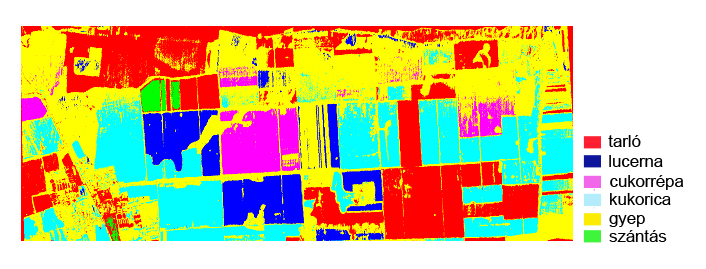 tarló
lucerna
cukorrépa
kukorica
gyep
szántás